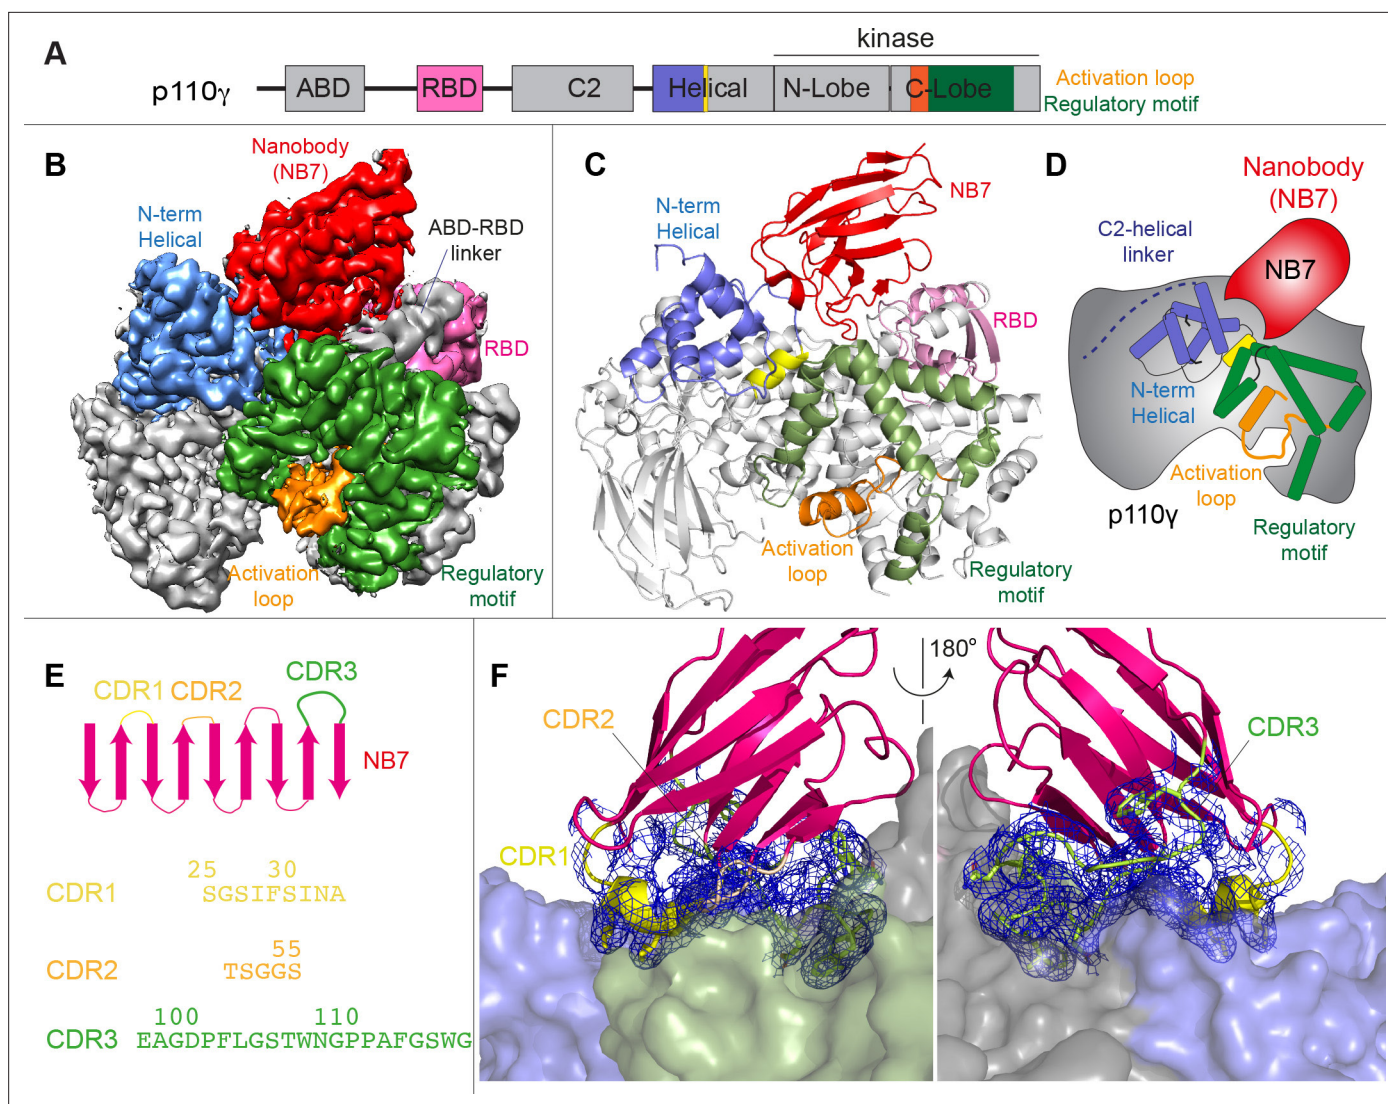 A
kinase
p110γ
ABD
RBD
C2
Helical
N-Lobe
C-Lobe
Activation loop
Regulatory motif
B
Nanobody
(NB7)
N-term
Helical
ABD-RBD
linker
RBD
Activation
loop
Regulatory
motif
C
NB7
N-term
Helical
RBD
Activation
loop
Regulatory
motif
D
Nanobody
(NB7)
C2-helical
linker
NB7
N-term
Helical
Activation
loop
p110γ
Regulatory
motif
E
CDR1
CDR2
CDR3
NB7
25 30
CDR1 SGSIFSINA
55
CDR2 TSGGS
100 110
CDR3 EAGDPFLGSTWNGPPAFGSWG
F
180°
CDR2
CDR3
CDR1